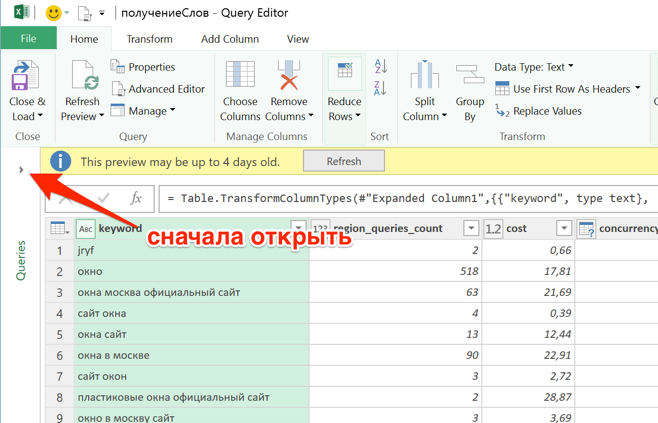 получениеСлов - Query Editor
File Home Transform Add Column View
Close & Load
Refresh Preview
Properties
Advanced Editor
Manage
Choose Columns
Remove Columns
Reduce Rows
Split Column
Group By
Data Type: Text
Use First Row As Headers
Replace Values
Close Query Manage Columns Sort Transform
This preview may be up to 4 days old. Refresh
fx = Table.TransformColumnTypes(#"Expanded Column1",{{"keyword", type text},
Queries
сначала открыть
ABC keyword 123 region_queries_count 1.2 cost concurrency
1 jryf 2 0,66
2 окно 518 17,81
3 окна москва официальный сайт 63 21,69
4 сайт окна 4 0,39
5 окна сайт 13 12,44
6 окна в москве 90 22,91
7 сайт окон 3 2,72
8 пластиковые окна официальный сайт 2 28,87
9 окно в москву сайт 3 3,69